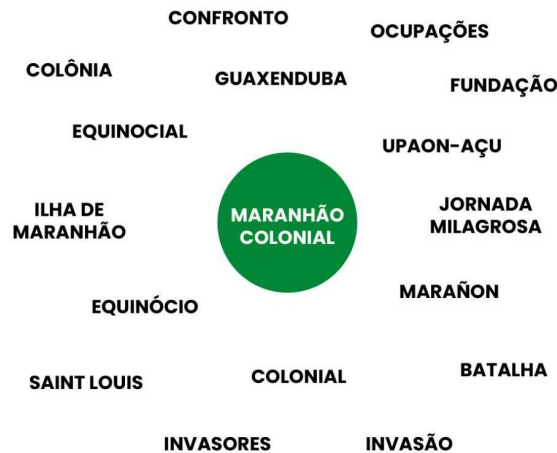 CONFRONTO
OCUPAÇÕES
COLÔNIA
GUAXENDUBA
FUNDAÇÃO
EQUINOCIAL
UPAON-AÇU
ILHA DE
MARANHÃO
MARANHÃO
COLONIAL
JORNADA
MILAGROSA
EQUINÓCIO
MARAÑON
SAINT LOUIS
COLONIAL
BATALHA
INVASORES
INVASÃO